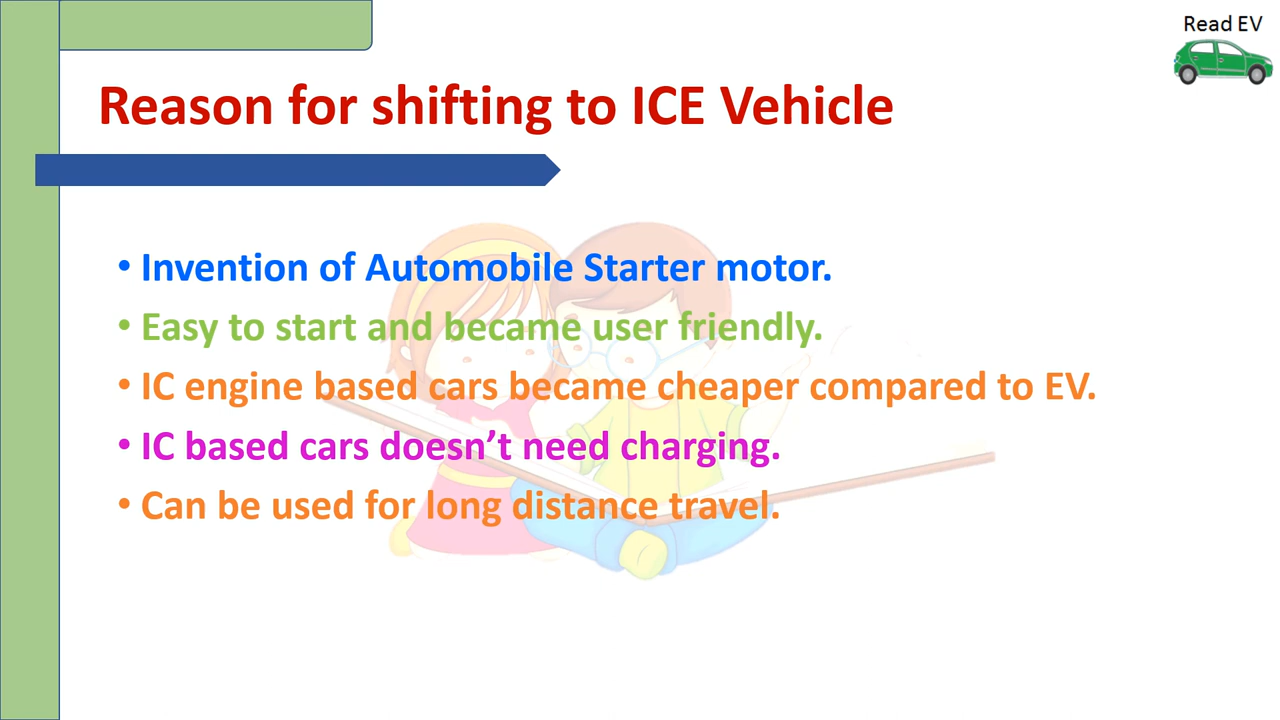 Read EV
Reason for shifting to ICE Vehicle
• Invention of Automobile Starter motor.
• Easy to start and became user friendly.
• IC engine based cars became cheaper compared to EV.
• IC based cars doesn’t need charging.
• Can be used for long distance travel.